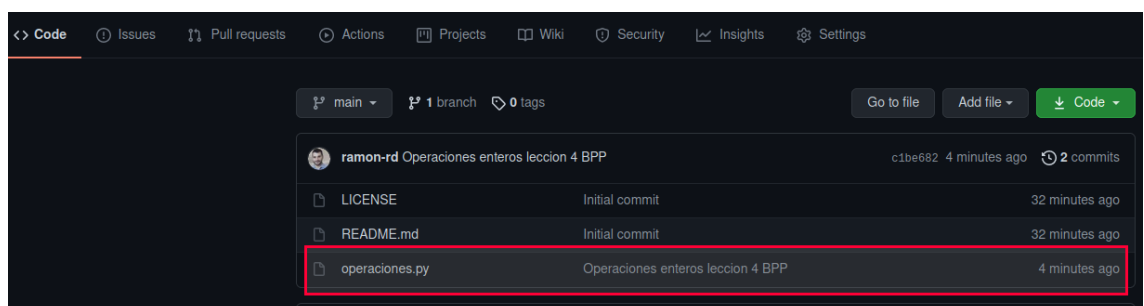 <> Code Issues Pull requests Actions Projects Wiki Security Insights Settings
main 1 branch 0 tags Go to file Add file Code
ramon-rd Operaciones enteros leccion 4 BPP c1be682 4 minutes ago 2 commits
LICENSE Initial commit 32 minutes ago
README.md Initial commit 32 minutes ago
operaciones.py Operaciones enteros leccion 4 BPP 4 minutes ago